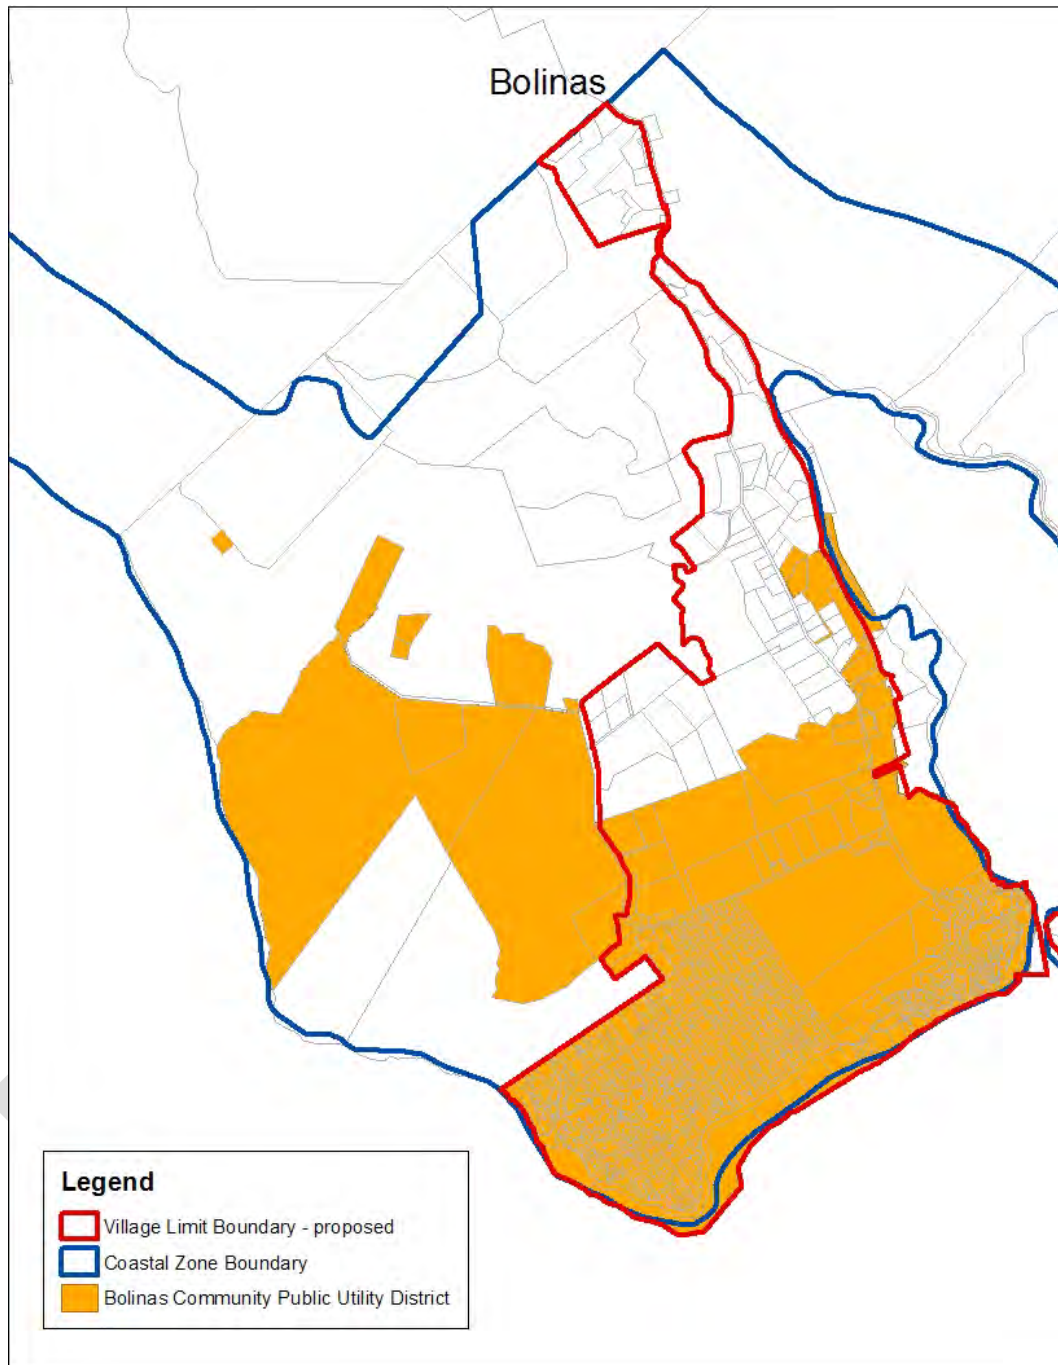 Bolinas
Legend
Village Limit Boundary - proposed
Coastal Zone Boundary
Bolinas Community Public Utility District